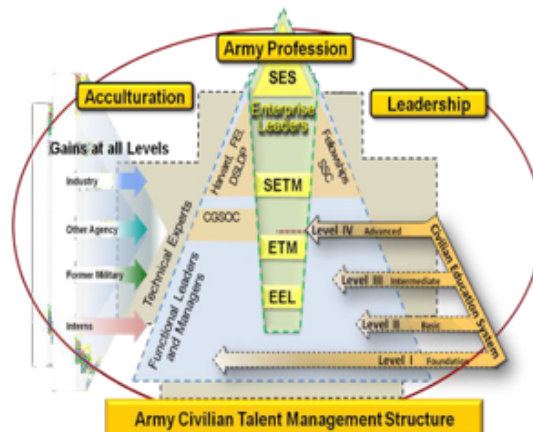 Army Profession
SES
Acculturation
Leadership
Enterprise
Leaders
Gains at all Levels
Harvard, FEI,
DSLDP
Fellowships
SSC
Industry
SETM
CGSOC
Other Agency
Technical Experts
Level IV Advanced
ETM
Civilian Education System
Former Military
Functional Leaders
and Managers
Level III Intermediate
EEL
Interns
Level II Basic
Level I Foundation
Army Civilian Talent Management Structure